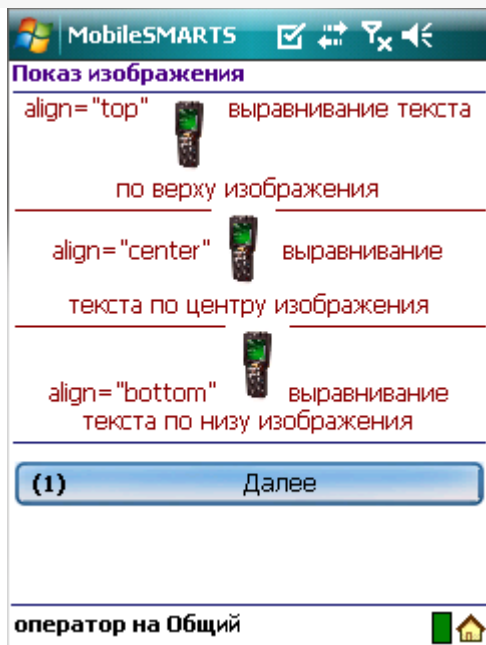 MobileSMARTS
Показ изображения
align="top" выравнивание текста
по верху изображения
align="center" выравнивание
текста по центру изображения
align="bottom" выравнивание
текста по низу изображения
(1) Далее
оператор на Общий